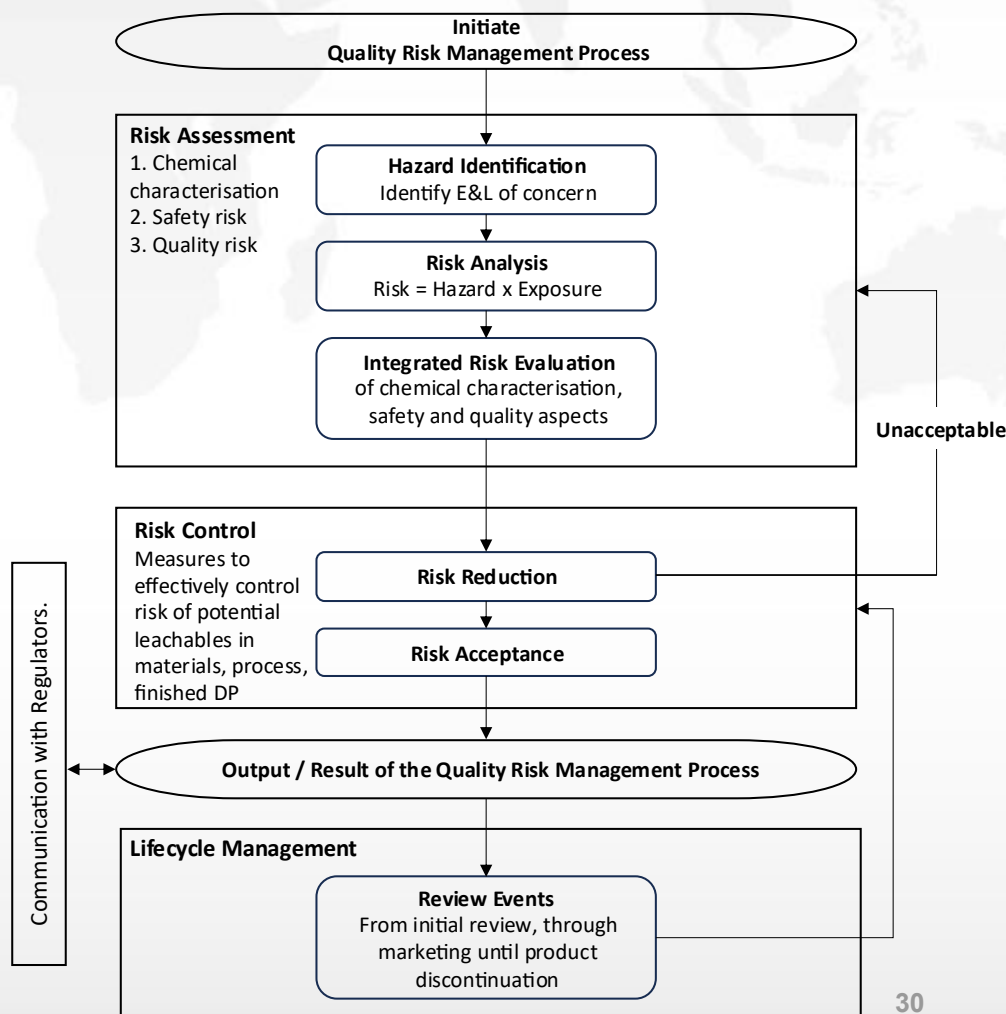 Initiate
Quality Risk Management Process
Risk Assessment
1. Chemical
characterisation
2. Safety risk
3. Quality risk
Hazard Identification
Identify E&L of concern
Risk Analysis
Risk = Hazard x Exposure
Integrated Risk Evaluation
of chemical characterisation,
safety and quality aspects
Unacceptable
Risk Control
Measures to
effectively control
risk of potential
leachables in
materials, process,
finished DP
Risk Reduction
Risk Acceptance
Communication with Regulators.
Output / Result of the Quality Risk Management Process
Lifecycle Management
Review Events
From initial review, through
marketing until product
discontinuation
30